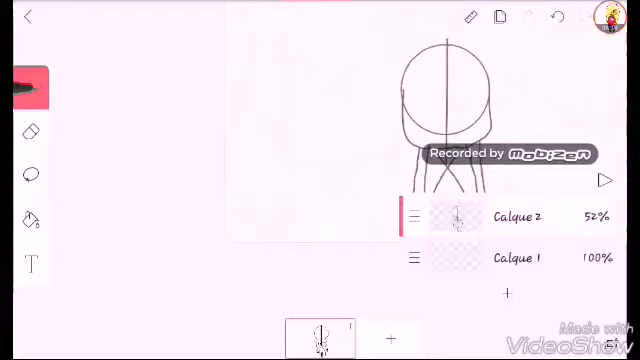 Recorded by mobizen
Calque 2 52%
Calque 1 100%
T
1
Made with
VideoShow